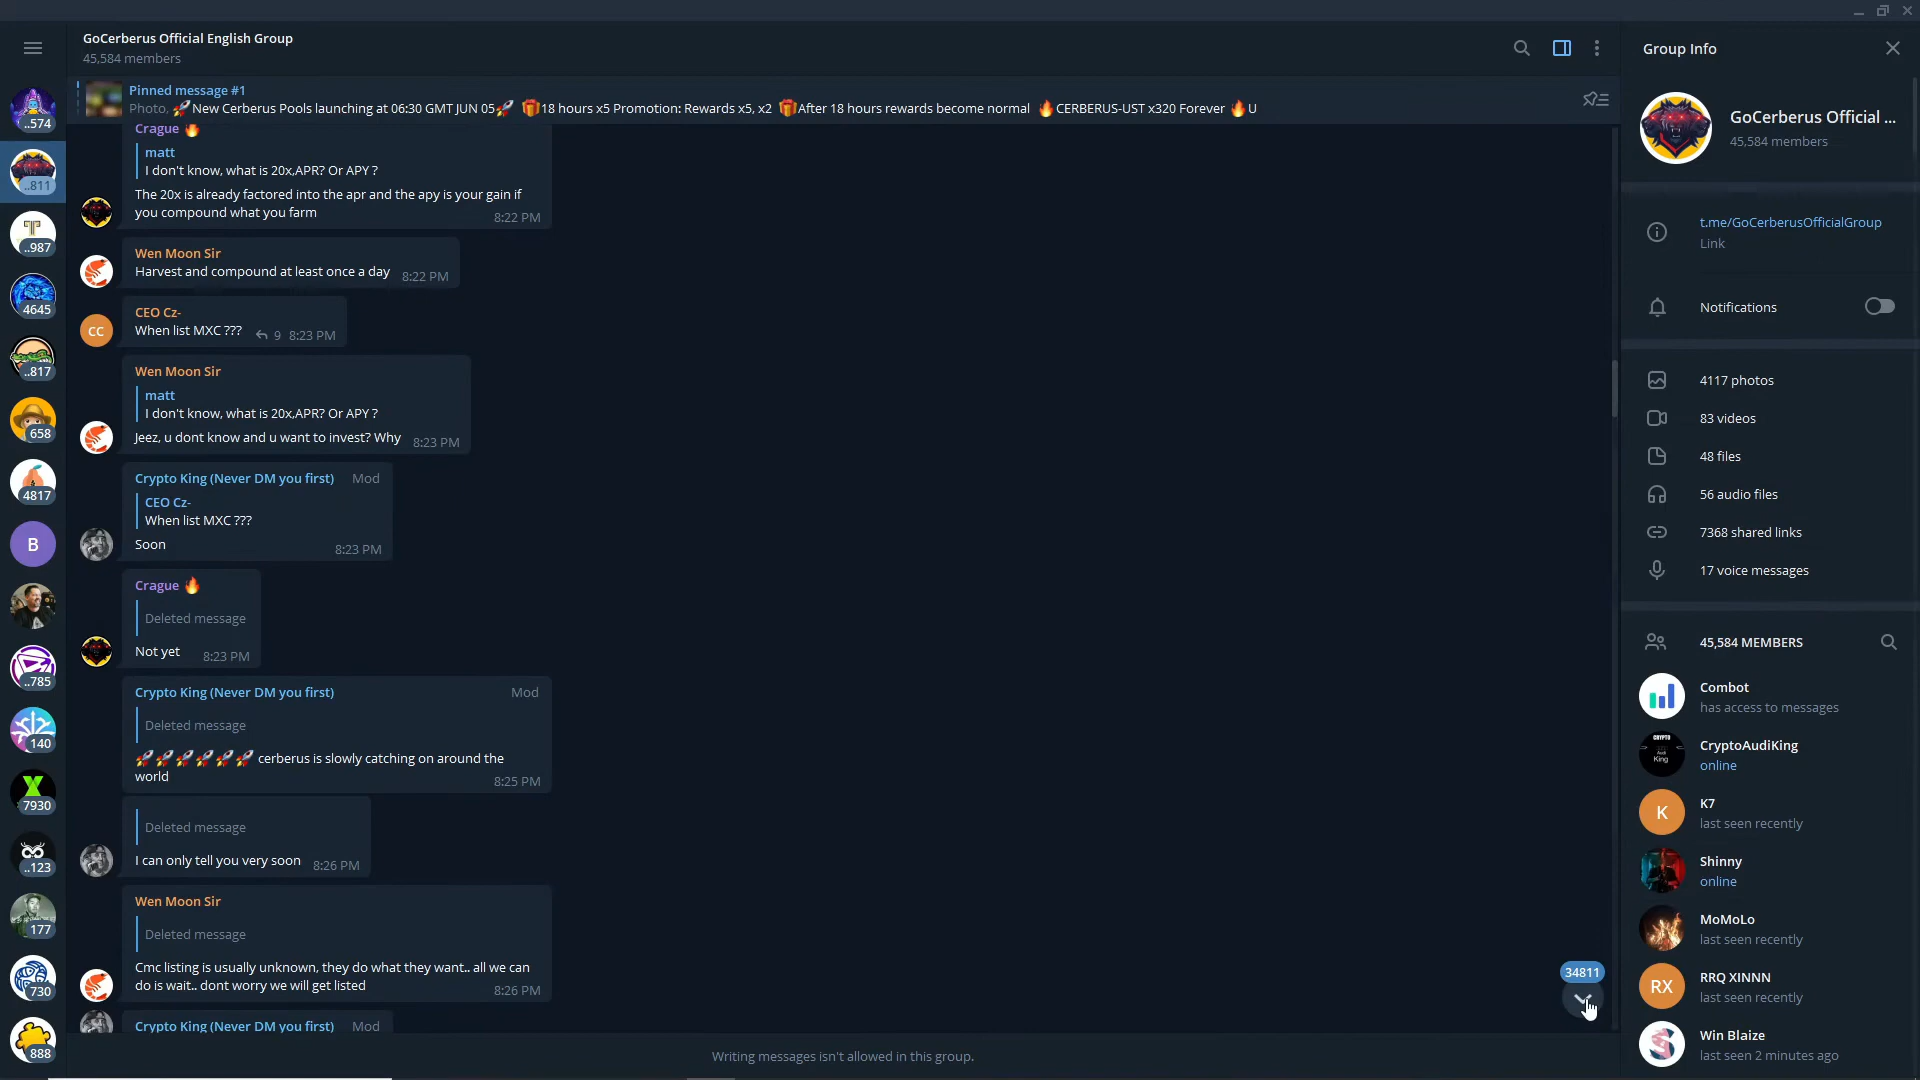 GoCerberus Official English Group
45,584 members
Pinned message #1
Photo, 🚀New Cerberus Pools launching at 06:30 GMT JUN 05🚀 🎁18 hours x5 Promotion: Rewards x5, x2 🎁After 18 hours rewards become normal 🔥CERBERUS-UST x320 Forever 🔥U
Crague 🔥
matt
I don't know, what is 20x,APR? Or APY ?
The 20x is already factored into the apr and the apy is your gain if
you compound what you farm
8:22 PM
Wen Moon Sir
Harvest and compound at least once a day 8:22 PM
CEO Cz-
CC
When list MXC ??? 9 8:23 PM
Wen Moon Sir
matt
I don't know, what is 20x,APR? Or APY ?
Jeez, u dont know and u want to invest? Why 8:23 PM
Crypto King (Never DM you first) Mod
CEO Cz-
When list MXC ???
Soon 8:23 PM
Crague 🔥
Deleted message
Not yet 8:23 PM
Crypto King (Never DM you first) Mod
Deleted message
🚀🚀🚀🚀🚀🚀 cerberus is slowly catching on around the
world 8:25 PM
Deleted message
I can only tell you very soon 8:26 PM
Wen Moon Sir
Deleted message
Cmc listing is usually unknown, they do what they want.. all we can
do is wait.. dont worry we will get listed 8:26 PM
Crypto King (Never DM you first) Mod
34811
Writing messages isn't allowed in this group.
..574
..811
T
..987
4645
..817
658
4817
B
..785
140
X
7930
..123
177
730
888
Group Info
GoCerberus Official ...
45,584 members
t.me/GoCerberusOfficialGroup
Link
Notifications
4117 photos
83 videos
48 files
56 audio files
7368 shared links
17 voice messages
45,584 MEMBERS
Combot
has access to messages
CRYPTO
Audi
King
CryptoAudiKing
online
K
K7
last seen recently
Shinny
online
MoMoLo
last seen recently
RX
RRQ XINNN
last seen recently
Win Blaize
last seen 2 minutes ago